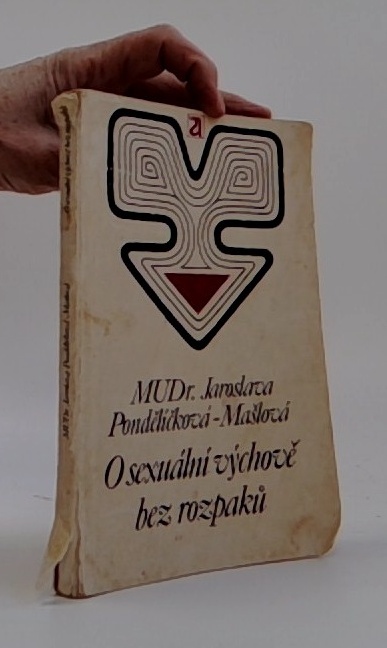 MUDr. Jaroslava
Pondělíčková-Mašlová
O sexuální výchově
bez rozpaků